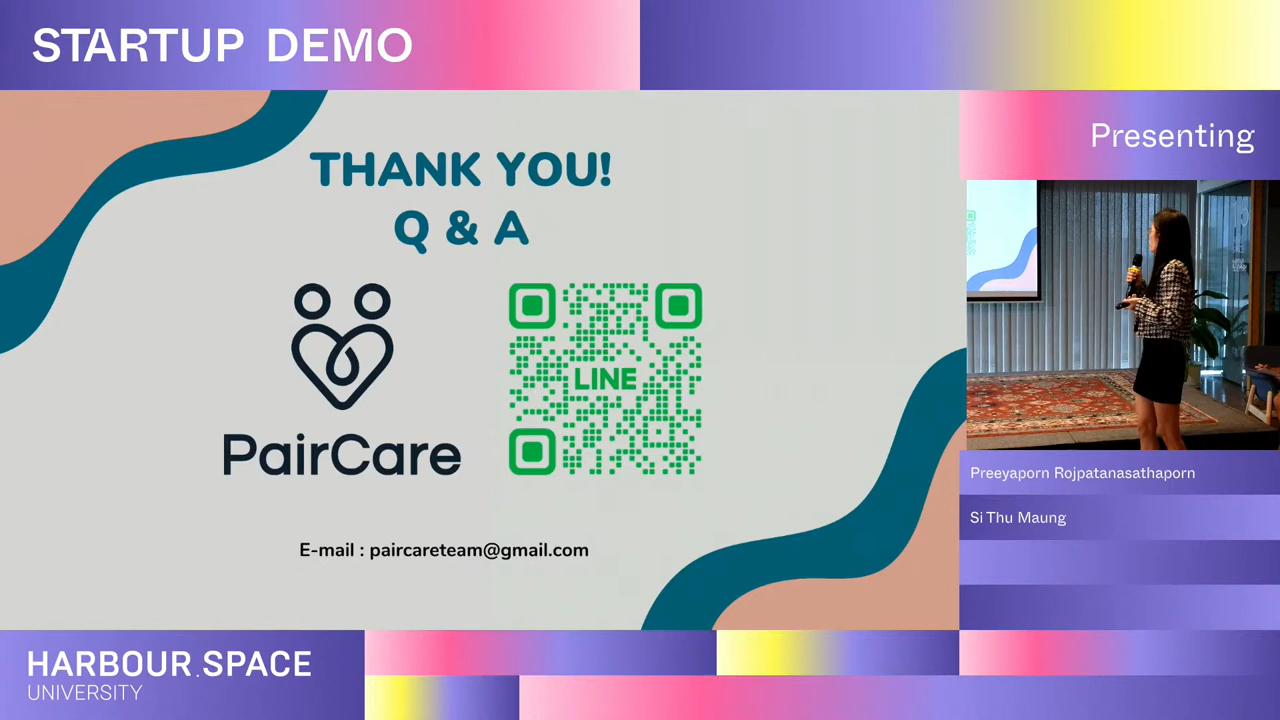 STARTUP DEMO
Presenting
THANK YOU!
Q & A
LINE
PairCare
E-mail : paircareteam@gmail.com
Preeyaporn Rojpatanasathaporn
Si Thu Maung
HARBOUR.SPACE
UNIVERSITY